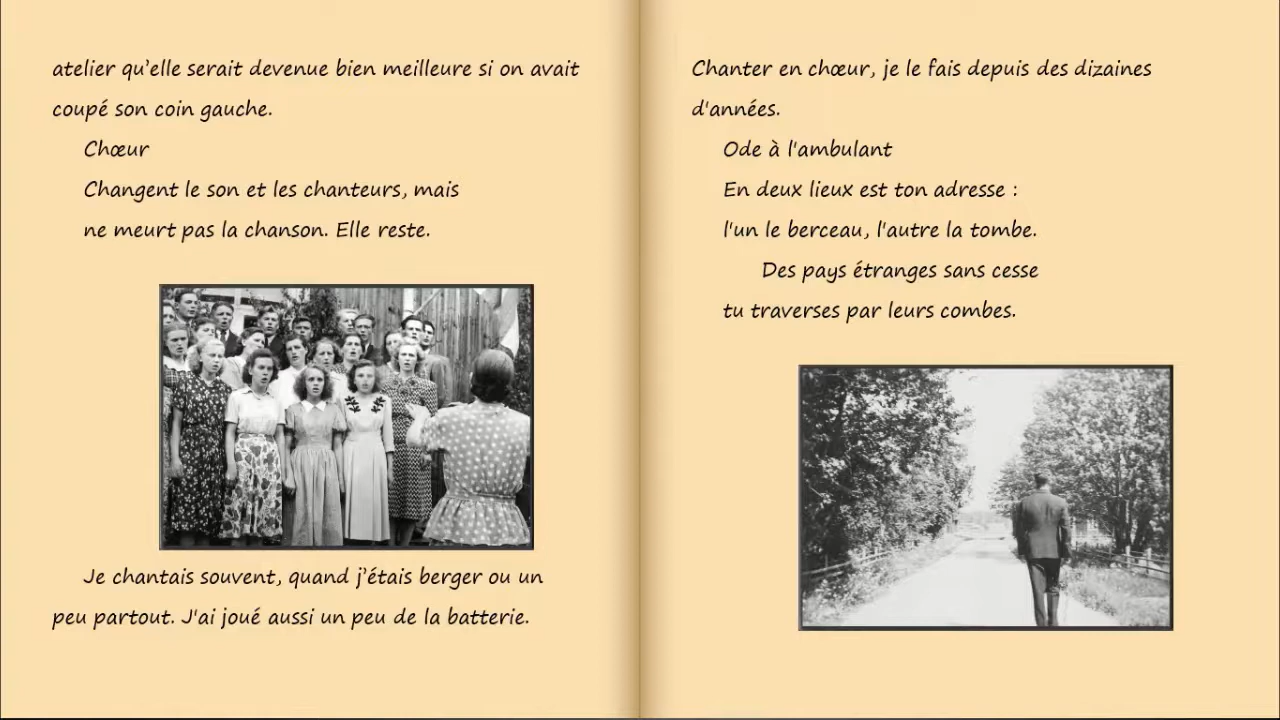 atelier qu’elle serait devenue bien meilleure si on avait
coupé son coin gauche.
Chœur
Changent le son et les chanteurs, mais
ne meurt pas la chanson. Elle reste.
Je chantais souvent, quand j’étais berger ou un
peu partout. J'ai joué aussi un peu de la batterie.
Chanter en chœur, je le fais depuis des dizaines
d'années.
Ode à l'ambulant
En deux lieux est ton adresse :
l'un le berceau, l'autre la tombe.
Des pays étranges sans cesse
tu traverses par leurs combes.